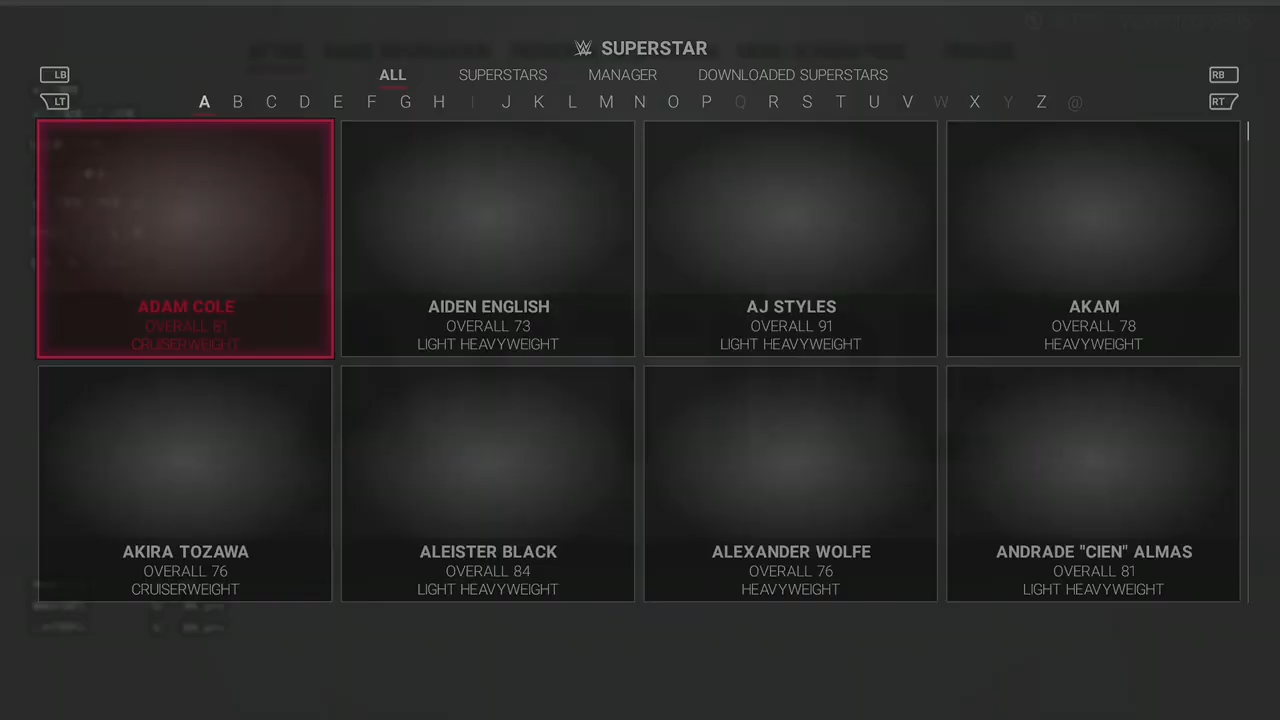 SUPERSTAR
LB ALL SUPERSTARS MANAGER DOWNLOADED SUPERSTARS RB
LT A B C D E F G H I J K L M N O P Q R S T U V W X Y Z @ RT
ADAM COLE AIDEN ENGLISH AJ STYLES AKAM
OVERALL 81 OVERALL 73 OVERALL 91 OVERALL 78
CRUISERWEIGHT LIGHT HEAVYWEIGHT LIGHT HEAVYWEIGHT HEAVYWEIGHT
AKIRA TOZAWA ALEISTER BLACK ALEXANDER WOLFE ANDRADE "CIEN" ALMAS
OVERALL 76 OVERALL 84 OVERALL 76 OVERALL 81
CRUISERWEIGHT LIGHT HEAVYWEIGHT HEAVYWEIGHT LIGHT HEAVYWEIGHT